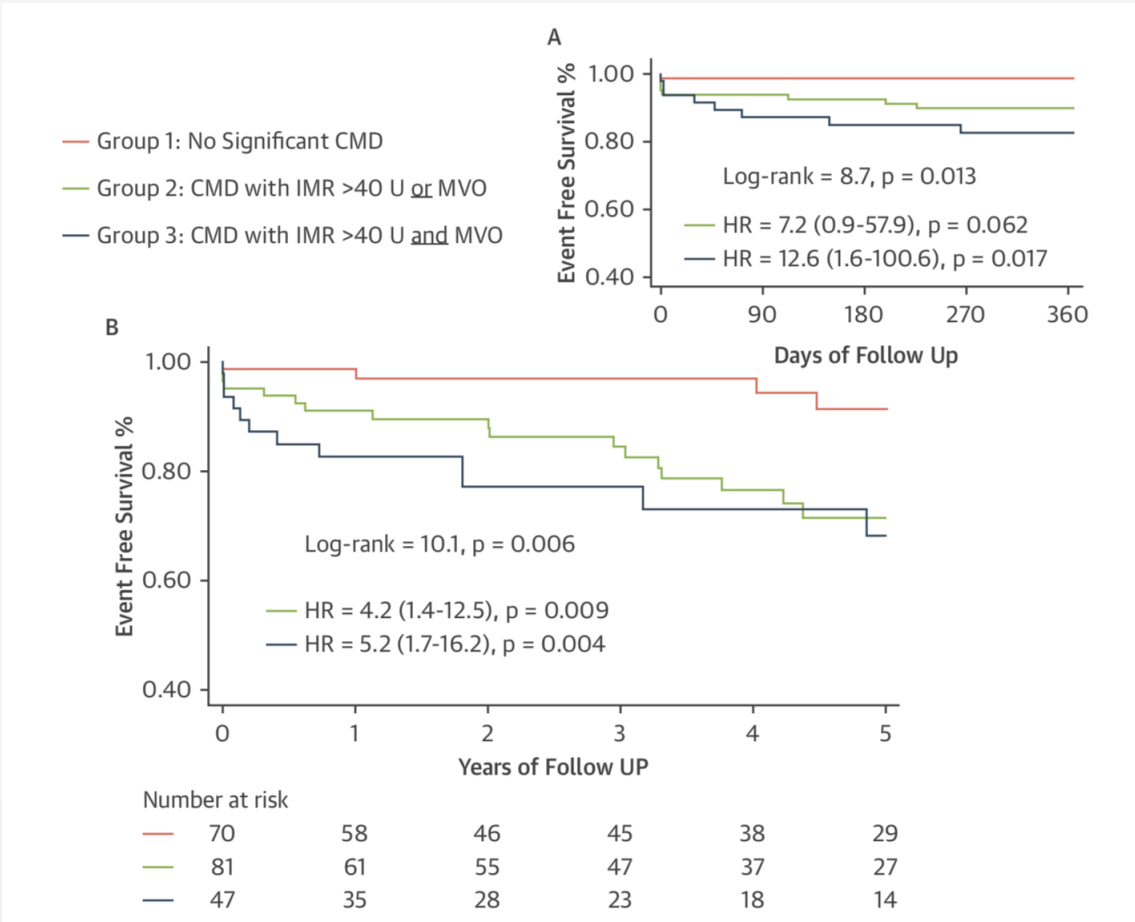 A
Event Free Survival %
1.00
0.80
0.60
0.40
Log-rank = 8.7, p = 0.013
HR = 7.2 (0.9-57.9), p = 0.062
HR = 12.6 (1.6-100.6), p = 0.017
0 90 180 270 360
Days of Follow Up
Group 1: No Significant CMD
Group 2: CMD with IMR >40 U or MVO
Group 3: CMD with IMR >40 U and MVO
B
Event Free Survival %
1.00
0.80
0.60
0.40
Log-rank = 10.1, p = 0.006
HR = 4.2 (1.4-12.5), p = 0.009
HR = 5.2 (1.7-16.2), p = 0.004
0 1 2 3 4 5
Years of Follow UP
Number at risk
70 58 46 45 38 29
81 61 55 47 37 27
47 35 28 23 18 14